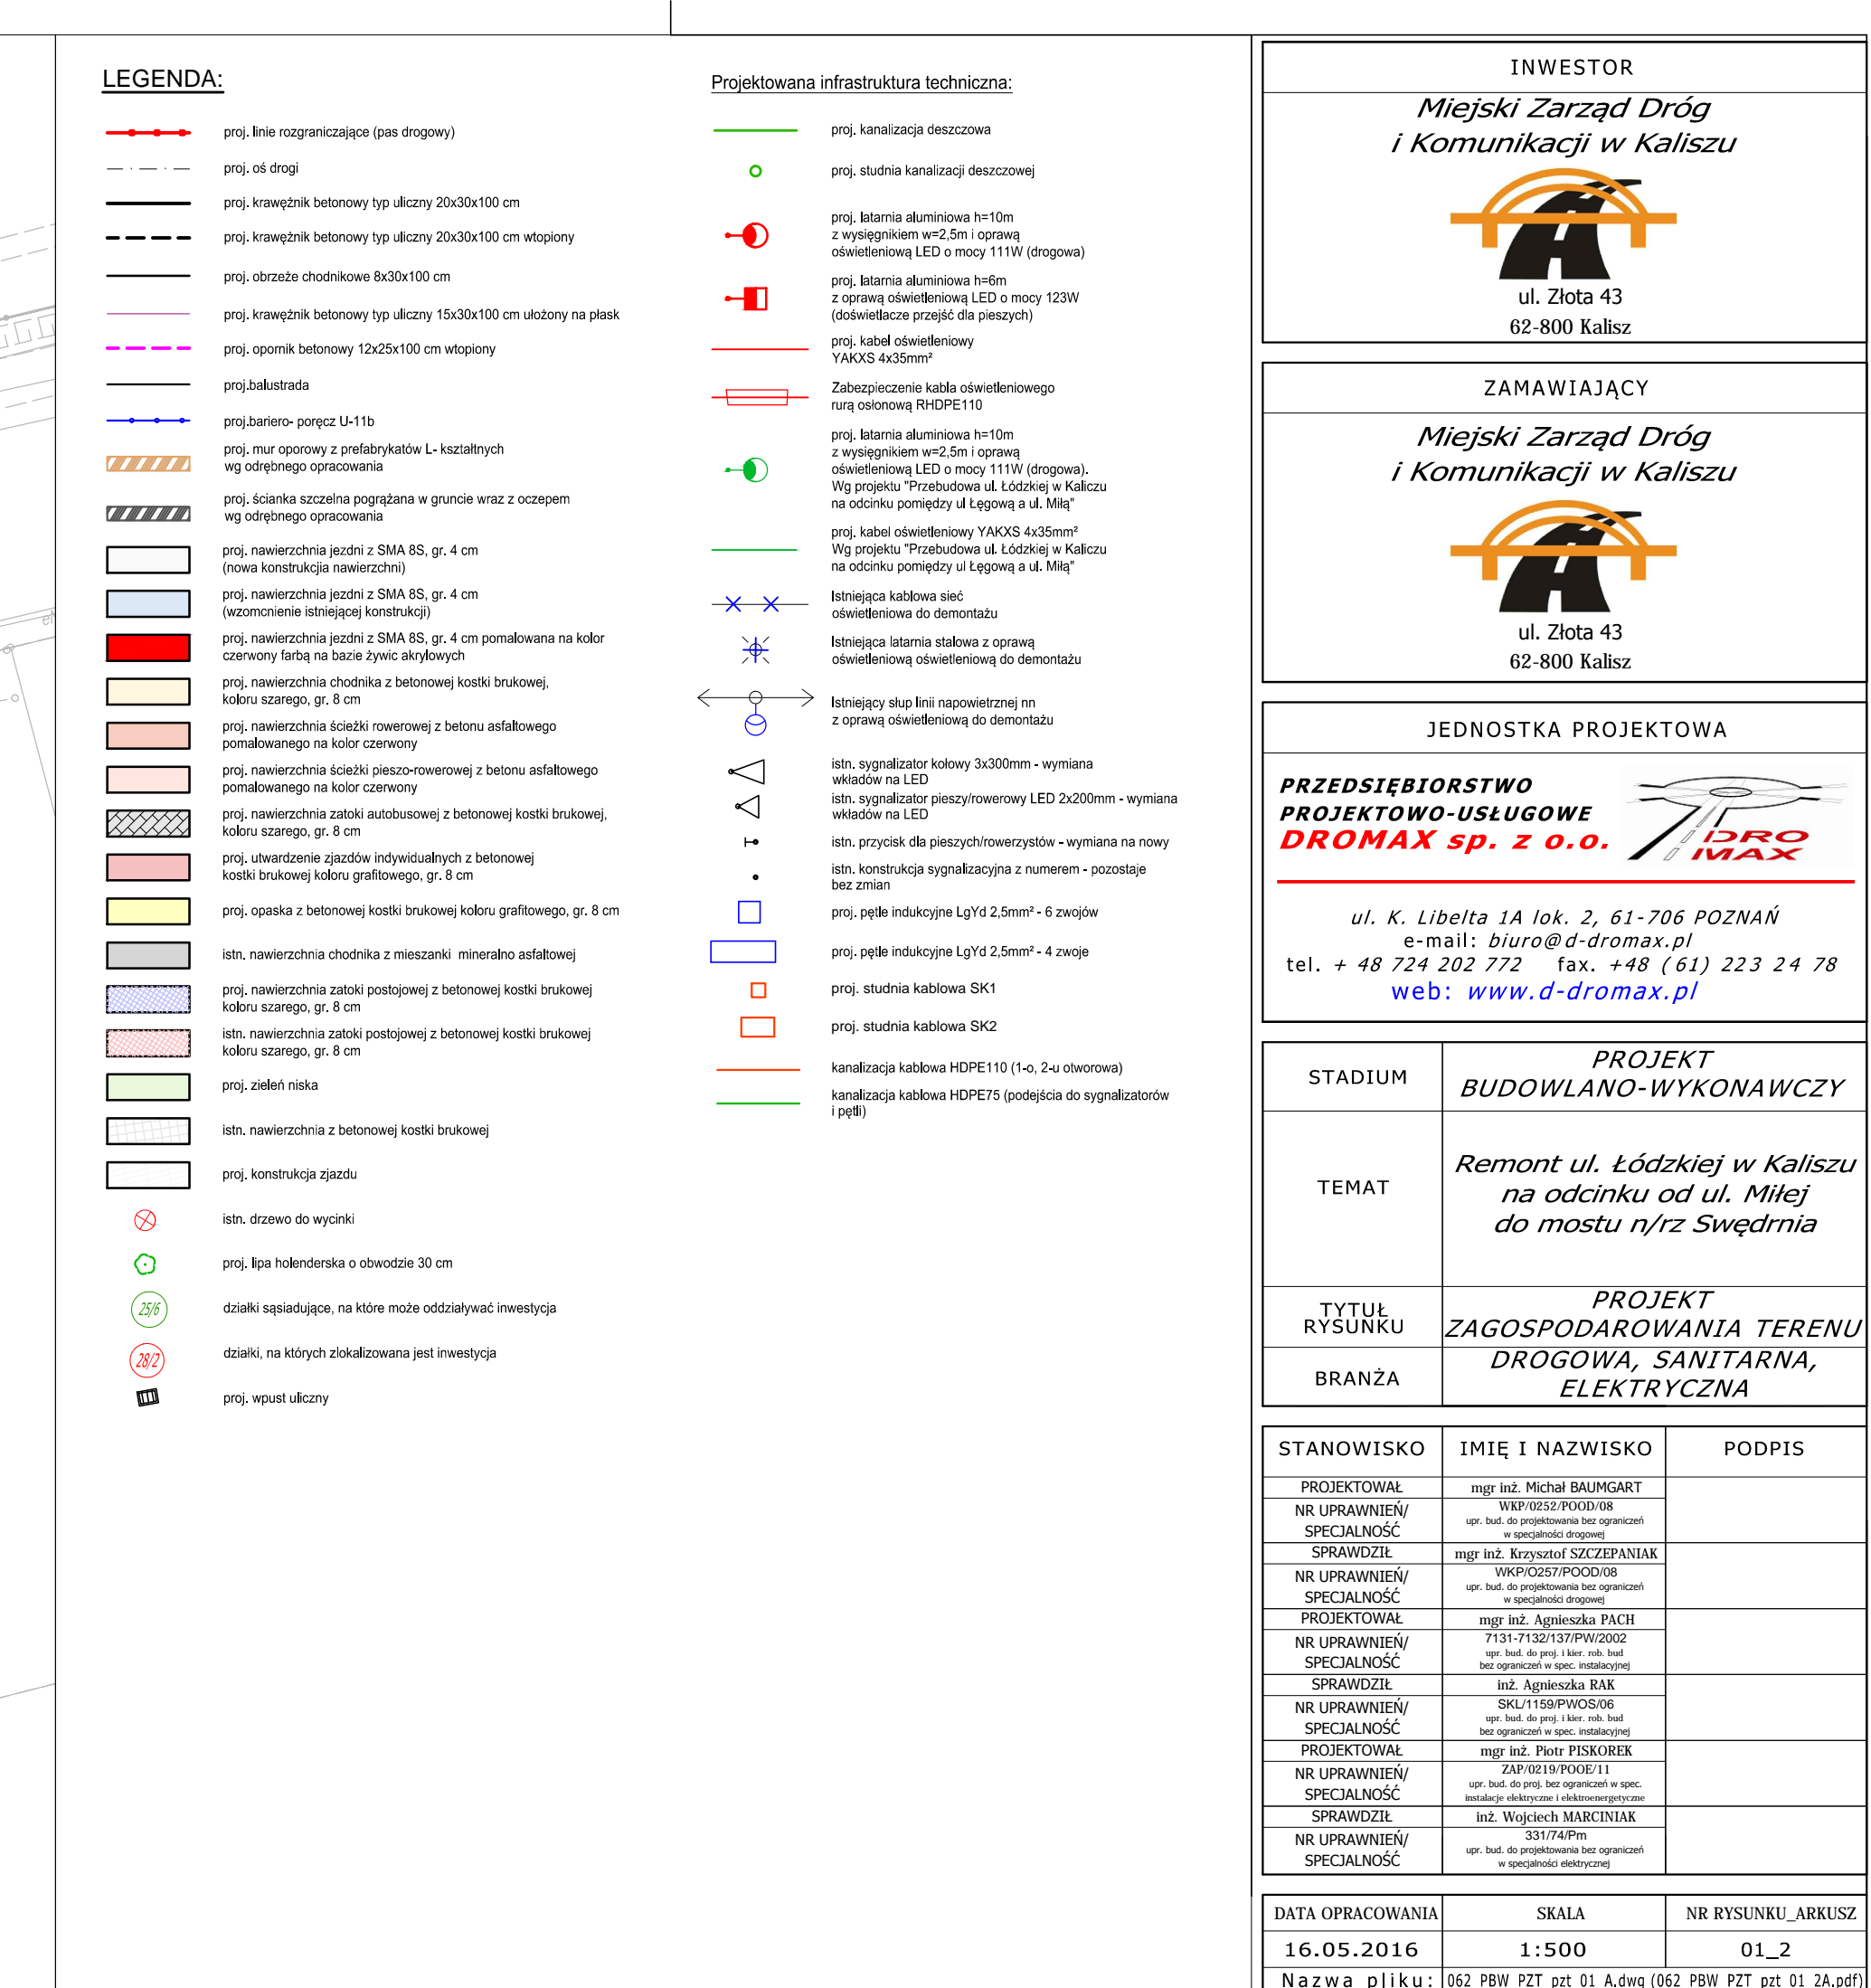 LEGENDA:
proj. linie rozgraniczające (pas drogowy)
proj. oś drogi
proj. krawężnik betonowy typ uliczny 20x30x100 cm
proj. krawężnik betonowy typ uliczny 20x30x100 cm wtopiony
proj. obrzeże chodnikowe 8x30x100 cm
proj. krawężnik betonowy typ uliczny 15x30x100 cm ułożony na płask
proj. opornik betonowy 12x25x100 cm wtopiony
proj.balustrada
proj.bariero- poręcz U-11b
proj. mur oporowy z prefabrykatów L- kształtnych
wg odrębnego opracowania
proj. ścianka szczelna pogrążana w gruncie wraz z oczepem
wg odrębnego opracowania
proj. nawierzchnia jezdni z SMA 8S, gr. 4 cm
(nowa konstrukcjia nawierzchni)
proj. nawierzchnia jezdni z SMA 8S, gr. 4 cm
(wzomcnienie istniejącej konstrukcji)
proj. nawierzchnia jezdni z SMA 8S, gr. 4 cm pomalowana na kolor
czerwony farbą na bazie żywic akrylowych
proj. nawierzchnia chodnika z betonowej kostki brukowej,
koloru szarego, gr. 8 cm
proj. nawierzchnia ścieżki rowerowej z betonu asfaltowego
pomalowanego na kolor czerwony
proj. nawierzchnia ścieżki pieszo-rowerowej z betonu asfaltowego
pomalowanego na kolor czerwony
proj. nawierzchnia zatoki autobusowej z betonowej kostki brukowej,
koloru szarego, gr. 8 cm
proj. utwardzenie zjazdów indywidualnych z betonowej
kostki brukowej koloru grafitowego, gr. 8 cm
proj. opaska z betonowej kostki brukowej koloru grafitowego, gr. 8 cm
istn. nawierzchnia chodnika z mieszanki mineralno asfaltowej
proj. nawierzchnia zatoki postojowej z betonowej kostki brukowej
koloru szarego, gr. 8 cm
istn. nawierzchnia zatoki postojowej z betonowej kostki brukowej
koloru szarego, gr. 8 cm
proj. zieleń niska
istn. nawierzchnia z betonowej kostki brukowej
proj. konstrukcja zjazdu
istn. drzewo do wycinki
proj. lipa holenderska o obwodzie 30 cm
25/6 działki sąsiadujące, na które może oddziaływać inwestycja
28/2 działki, na których zlokalizowana jest inwestycja
proj. wpust uliczny
Projektowana infrastruktura techniczna:
proj. kanalizacja deszczowa
proj. studnia kanalizacji deszczowej
proj. latarnia aluminiowa h=10m
z wysięgnikiem w=2,5m i oprawą
oświetleniową LED o mocy 111W (drogowa)
proj. latarnia aluminiowa h=6m
z oprawą oświetleniową LED o mocy 123W
(doświetlacze przejść dla pieszych)
proj. kabel oświetleniowy
YAKXS 4x35mm²
Zabezpieczenie kabla oświetleniowego
rurą osłonową RHDPE110
proj. latarnia aluminiowa h=10m
z wysięgnikiem w=2,5m i oprawą
oświetleniową LED o mocy 111W (drogowa).
Wg projektu "Przebudowa ul. Łódzkiej w Kaliczu
na odcinku pomiędzy ul Łęgową a ul. Miłą"
proj. kabel oświetleniowy YAKXS 4x35mm²
Wg projektu "Przebudowa ul. Łódzkiej w Kaliczu
na odcinku pomiędzy ul Łęgową a ul. Miłą"
Istniejąca kablowa sieć
oświetleniowa do demontażu
Istniejąca latarnia stalowa z oprawą
oświetleniową oświetleniową do demontażu
Istniejący słup linii napowietrznej nn
z oprawą oświetleniową do demontażu
istn. sygnalizator kołowy 3x300mm - wymiana
wkładów na LED
istn. sygnalizator pieszy/rowerowy LED 2x200mm - wymiana
wkładów na LED
istn. przycisk dla pieszych/rowerzystów - wymiana na nowy
istn. konstrukcja sygnalizacyjna z numerem - pozostaje
bez zmian
proj. pętle indukcyjne LgYd 2,5mm² - 6 zwojów
proj. pętle indukcyjne LgYd 2,5mm² - 4 zwoje
proj. studnia kablowa SK1
proj. studnia kablowa SK2
kanalizacja kablowa HDPE110 (1-o, 2-u otworowa)
kanalizacja kablowa HDPE75 (podejścia do sygnalizatorów
i pętli)
INWESTOR
Miejski Zarząd Dróg
i Komunikacji w Kaliszu
ul. Złota 43
62-800 Kalisz
ZAMAWIAJĄCY
Miejski Zarząd Dróg
i Komunikacji w Kaliszu
ul. Złota 43
62-800 Kalisz
JEDNOSTKA PROJEKTOWA
PRZEDSIĘBIORSTWO
PROJEKTOWO-USŁUGOWE
DROMAX sp. z o.o.
DRO
MAX
ul. K. Libelta 1A lok. 2, 61-706 POZNAŃ
e-mail: biuro@d-dromax.pl
tel. + 48 724 202 772 fax. +48 (61) 223 24 78
web: www.d-dromax.pl
STADIUM
PROJEKT
BUDOWLANO-WYKONAWCZY
TEMAT
Remont ul. Łódzkiej w Kaliszu
na odcinku od ul. Miłej
do mostu n/rz Swędrnia
TYTUŁ
RYSUNKU
PROJEKT
ZAGOSPODAROWANIA TERENU
BRANŻA
DROGOWA, SANITARNA,
ELEKTRYCZNA
STANOWISKO IMIĘ I NAZWISKO PODPIS
PROJEKTOWAŁ mgr inż. Michał BAUMGART
NR UPRAWNIEŃ/
SPECJALNOŚĆ
WKP/0252/POOD/08
upr. bud. do projektowania bez ograniczeń
w specjalności drogowej
SPRAWDZIŁ mgr inż. Krzysztof SZCZEPANIAK
NR UPRAWNIEŃ/
SPECJALNOŚĆ
WKP/O257/POOD/08
upr. bud. do projektowania bez ograniczeń
w specjalności drogowej
PROJEKTOWAŁ mgr inż. Agnieszka PACH
NR UPRAWNIEŃ/
SPECJALNOŚĆ
7131-7132/137/PW/2002
upr. bud. do proj. i kier. rob. bud
bez ograniczeń w spec. instalacyjnej
SPRAWDZIŁ inż. Agnieszka RAK
NR UPRAWNIEŃ/
SPECJALNOŚĆ
SKL/1159/PWOS/06
upr. bud. do proj. i kier. rob. bud
bez ograniczeń w spec. instalacyjnej
PROJEKTOWAŁ mgr inż. Piotr PISKOREK
NR UPRAWNIEŃ/
SPECJALNOŚĆ
ZAP/0219/POOE/11
upr. bud. do proj. bez ograniczeń w spec.
instalacje elektryczne i elektroenergetyczne
SPRAWDZIŁ inż. Wojciech MARCINIAK
NR UPRAWNIEŃ/
SPECJALNOŚĆ
331/74/Pm
upr. bud. do projektowania bez ograniczeń
w specjalności elektrycznej
DATA OPRACOWANIA SKALA NR RYSUNKU_ARKUSZ
16.05.2016 1:500 01_2
Nazwa pliku: 062_PBW_PZT_pzt_01_A.dwg (062_PBW_PZT_pzt_01_2A.pdf)